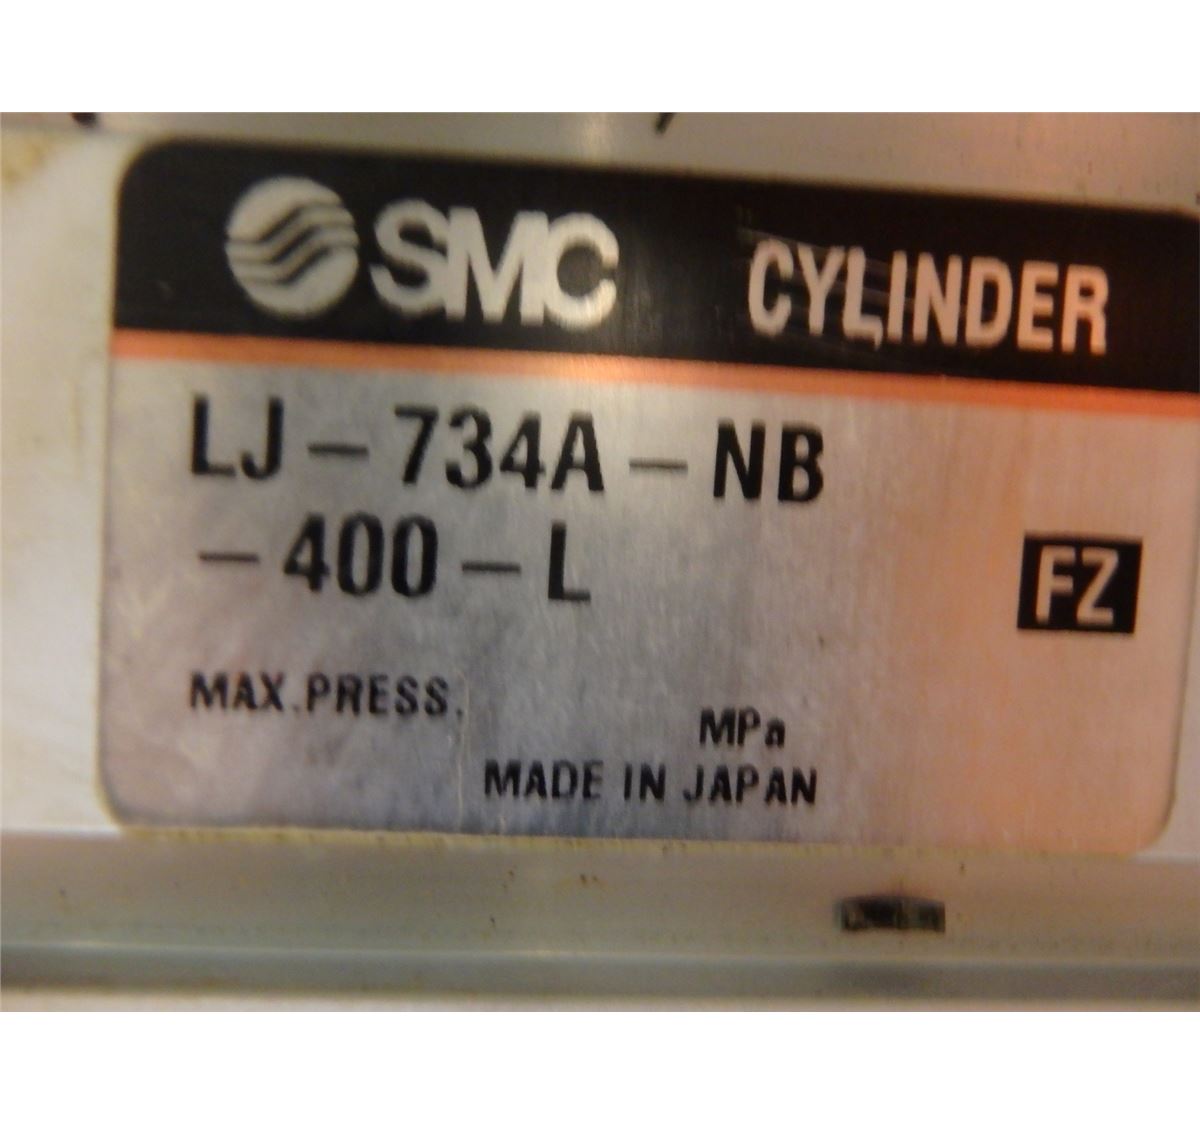 SMC CYLINDER
LJ-734A-NB
-400-L
FZ
MAX.PRESS.
MPa
MADE IN JAPAN